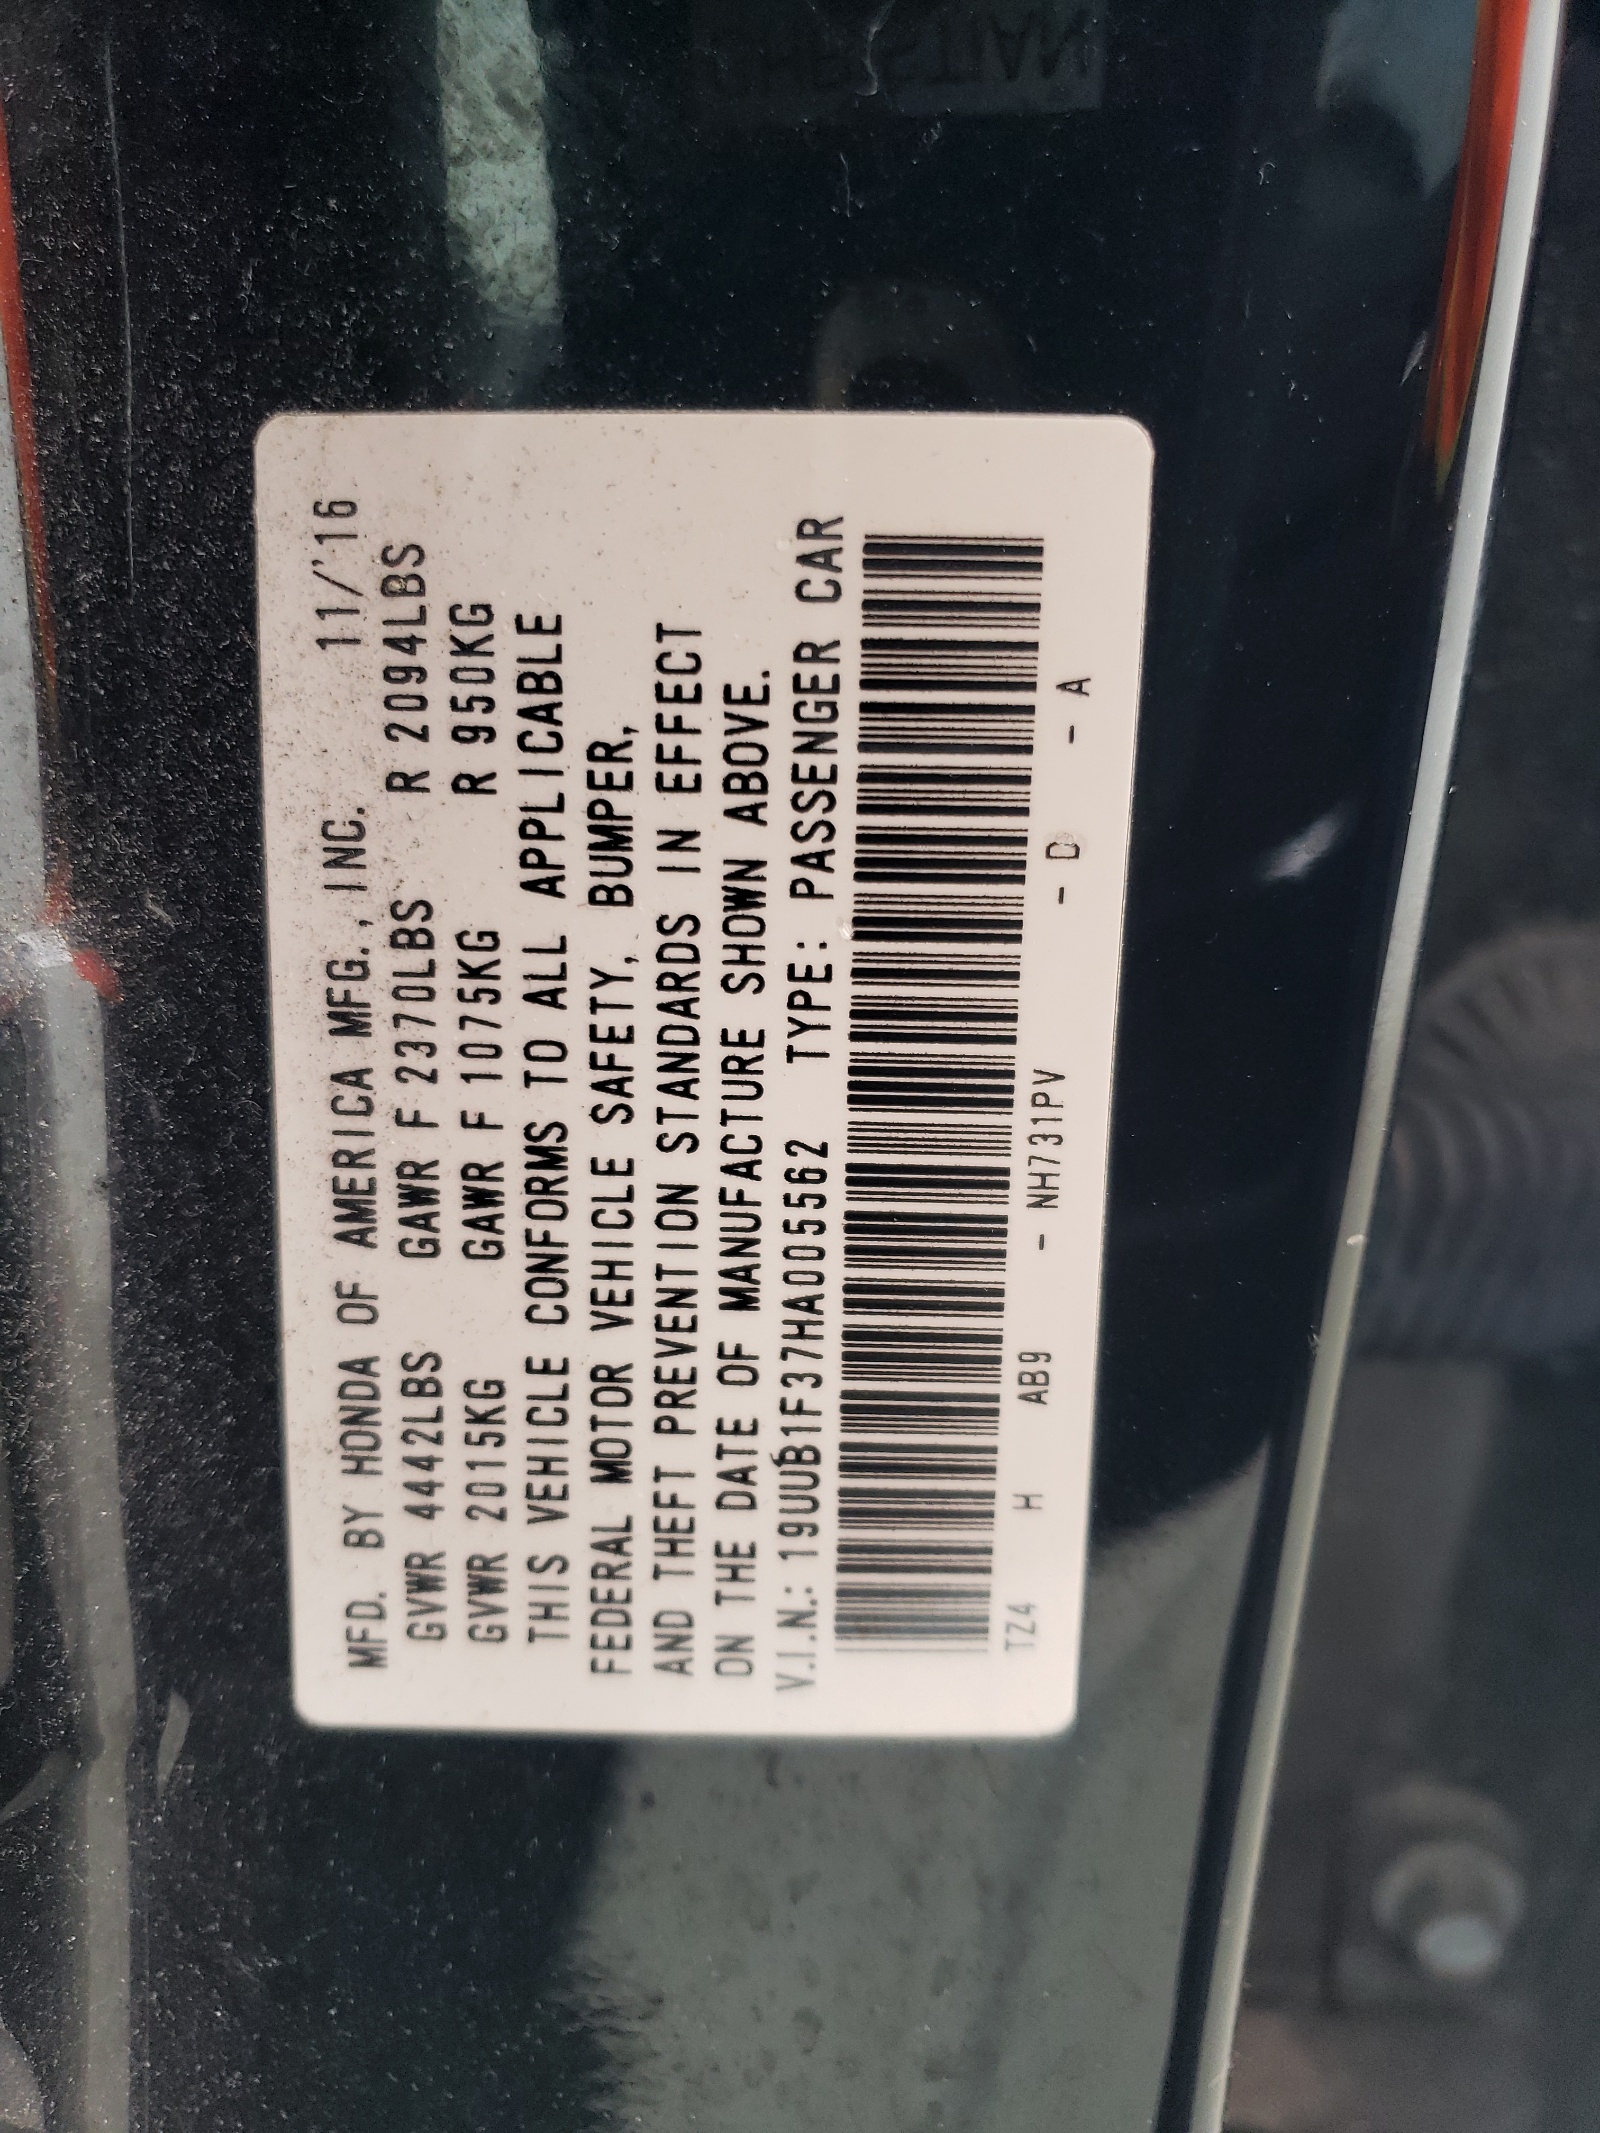 MFD. BY HONDA OF AMERICA MFG., INC. 11/'16
GVWR 4442LBS GAWR F 2370LBS R 2094LBS
GVWR 2015KG GAWR F 1075KG R 950KG
THIS VEHICLE CONFORMS TO ALL APPLICABLE
FEDERAL MOTOR VEHICLE SAFETY, BUMPER,
AND THEFT PREVENTION STANDARDS IN EFFECT
ON THE DATE OF MANUFACTURE SHOWN ABOVE.
V.I.N.: 19UUB1F37HA005562 TYPE: PASSENGER CAR
TZ4 H AB9 - NH731PV - D - A